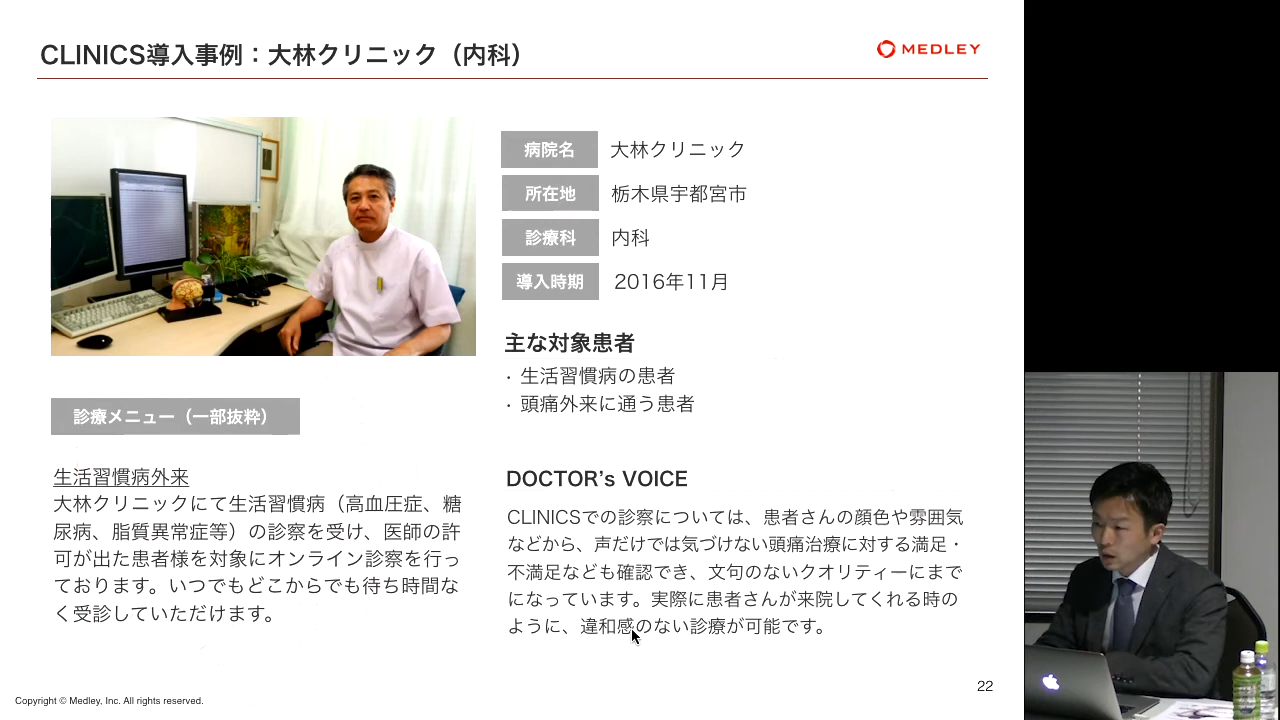 CLINICS導入事例：大林クリニック（内科）
MEDLEY
病院名 大林クリニック
所在地 栃木県宇都宮市
診療科 内科
導入時期 2016年11月
主な対象患者
・生活習慣病の患者
・頭痛外来に通う患者
診療メニュー（一部抜粋）
生活習慣病外来
大林クリニックにて生活習慣病（高血圧症、糖
尿病、脂質異常症等）の診察を受け、医師の許
可が出た患者様を対象にオンライン診察を行っ
ております。いつでもどこからでも待ち時間な
く受診していただけます。
DOCTOR’s VOICE
CLINICSでの診察については、患者さんの顔色や雰囲気
などから、声だけでは気づけない頭痛治療に対する満足・
不満足なども確認でき、文句のないクオリティーにまで
になっています。実際に患者さんが来院してくれる時の
ように、違和感のない診療が可能です。
22
Copyright © Medley, Inc. All rights reserved.